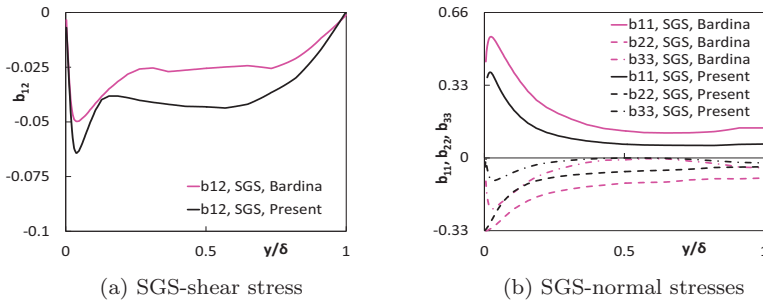 0
-0.025
-0.05
-0.075
-0.1
b12
b12, SGS, Bardina
b12, SGS, Present
0
0.5
y/δ
1
(a) SGS-shear stress
0.66
0.33
0
-0.33
b11, b22, b33
b11, SGS, Bardina
b22, SGS, Bardina
b33, SGS, Bardina
b11, SGS, Present
b22, SGS, Present
b33, SGS, Present
0
0.5
y/δ
1
(b) SGS-normal stresses